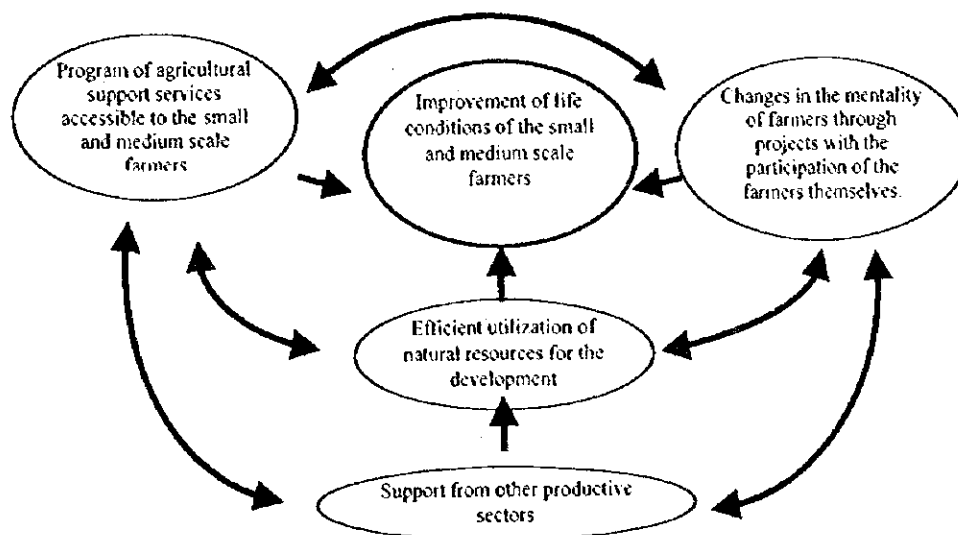 Program of agricultural
support services
accessible to the small
and medium scale
farmers
Improvement of life
conditions of the small
and medium scale
farmers
Changes in the mentality
of farmers through
projects with the
participation of the
farmers themselves.
Efficient utilization of
natural resources for the
development
Support from other productive
sectors